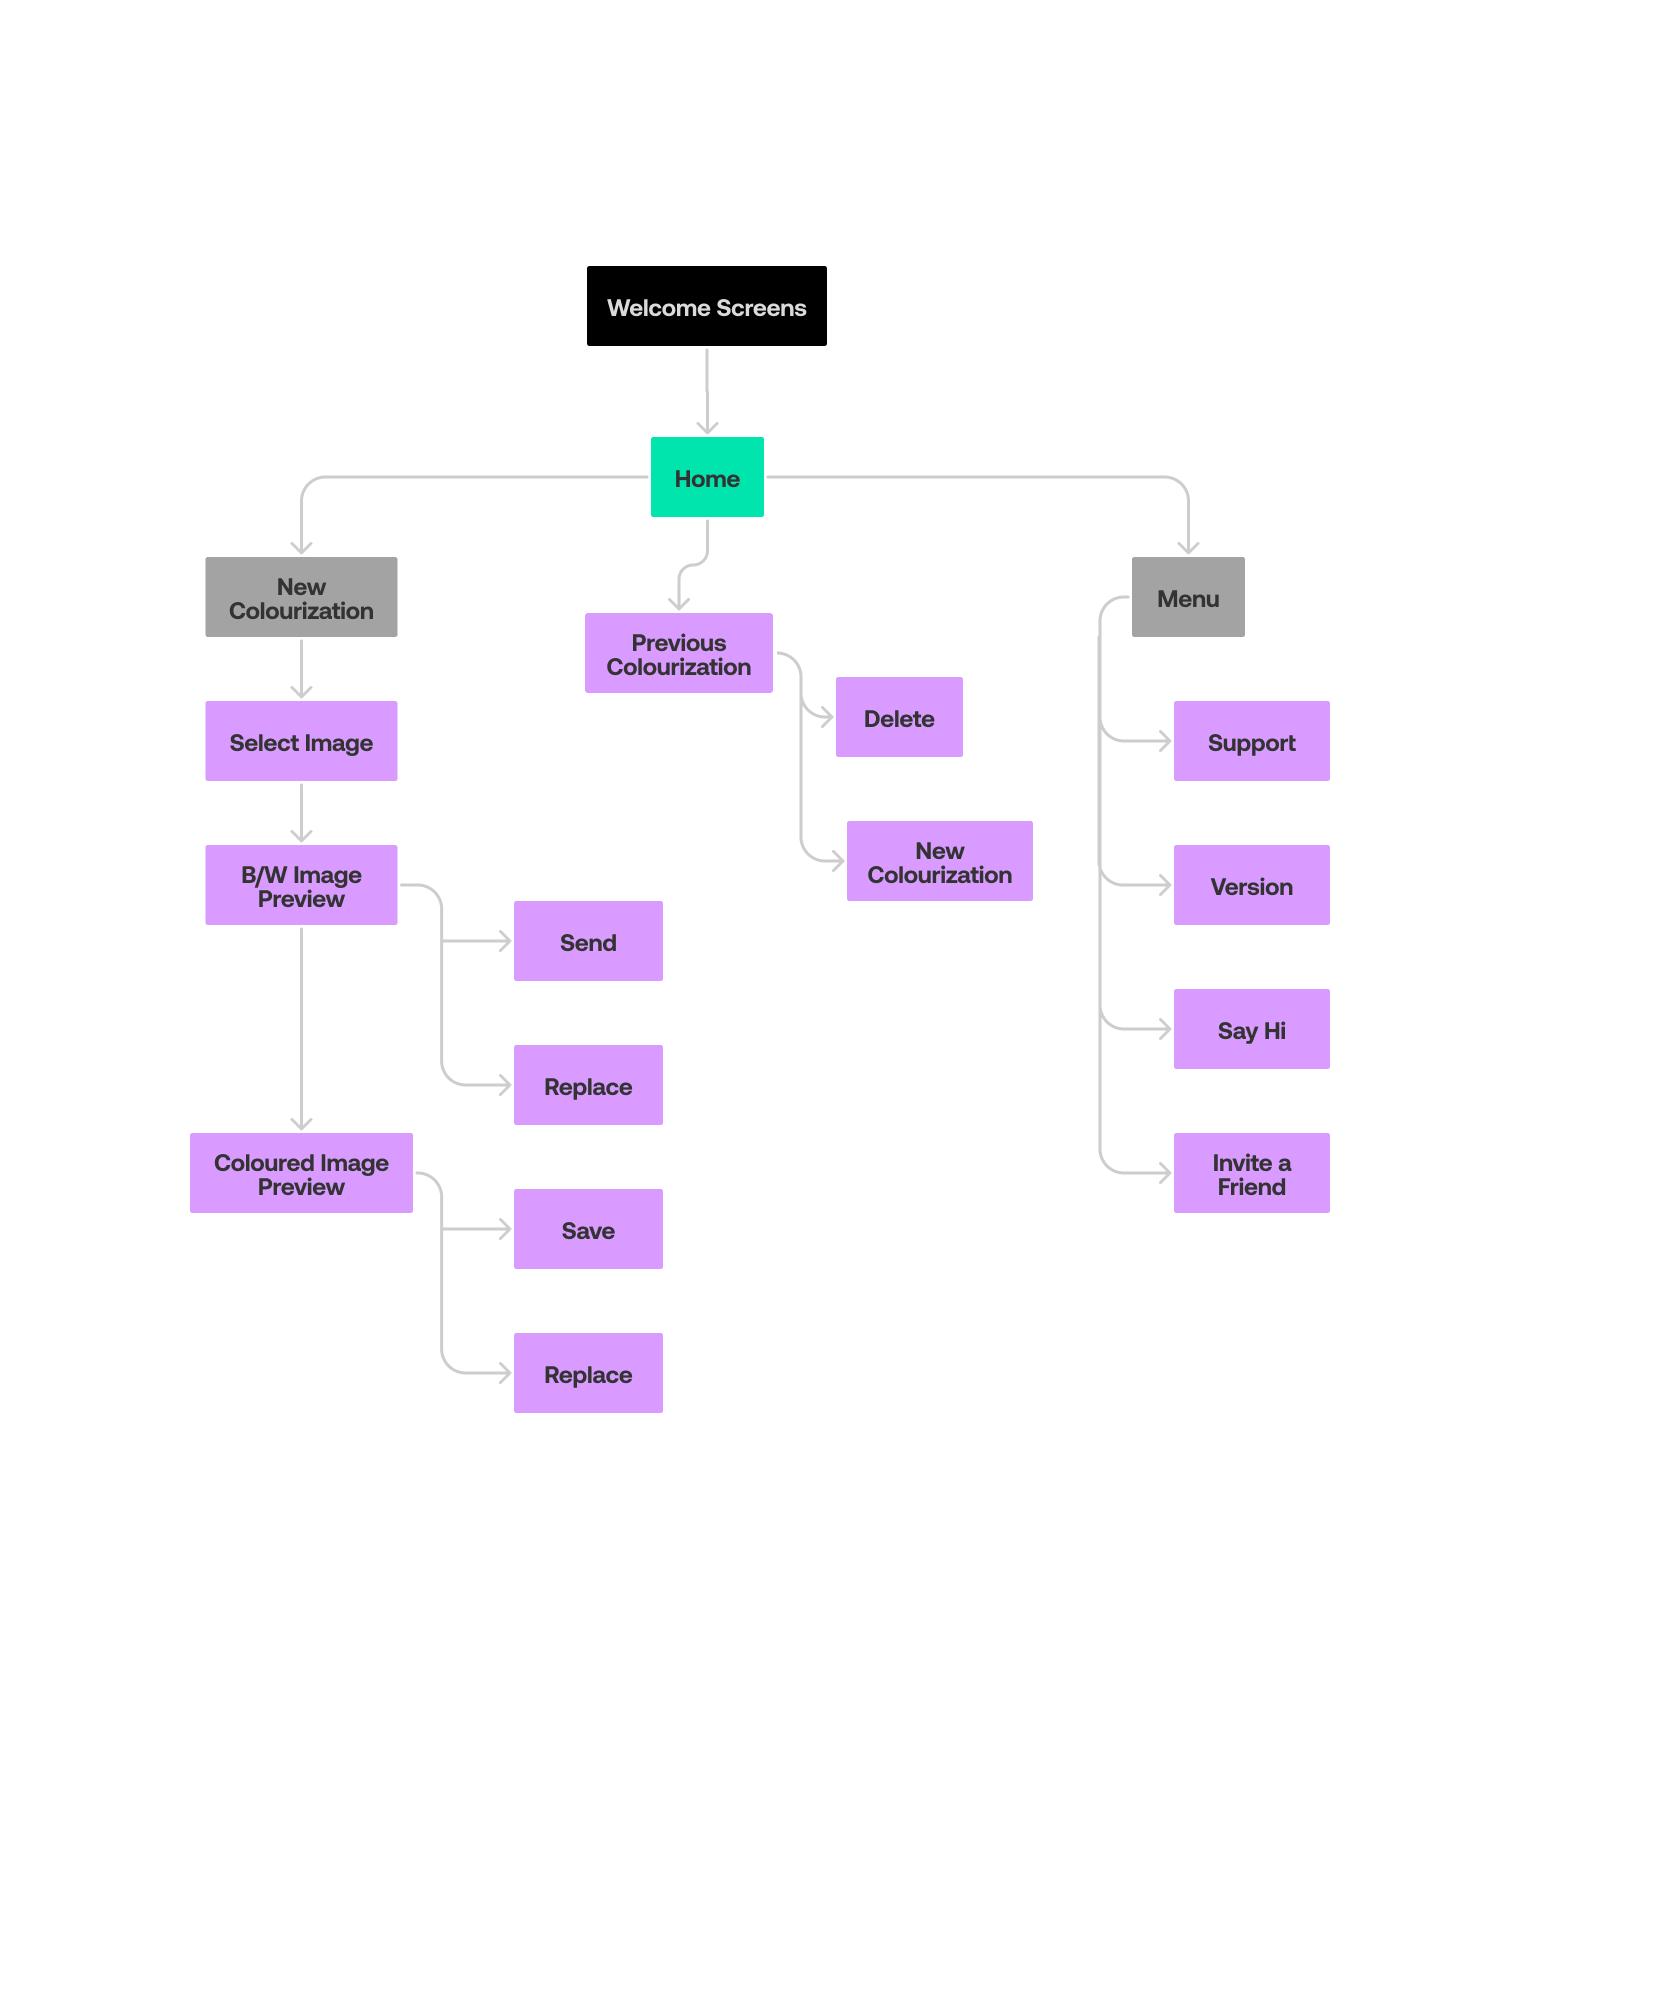 Welcome Screens
Home
New
Colourization
Menu
Previous
Colourization
Delete
Select Image
Support
New
Colourization
B/W Image
Preview
Version
Send
Say Hi
Replace
Coloured Image
Preview
Invite a
Friend
Save
Replace